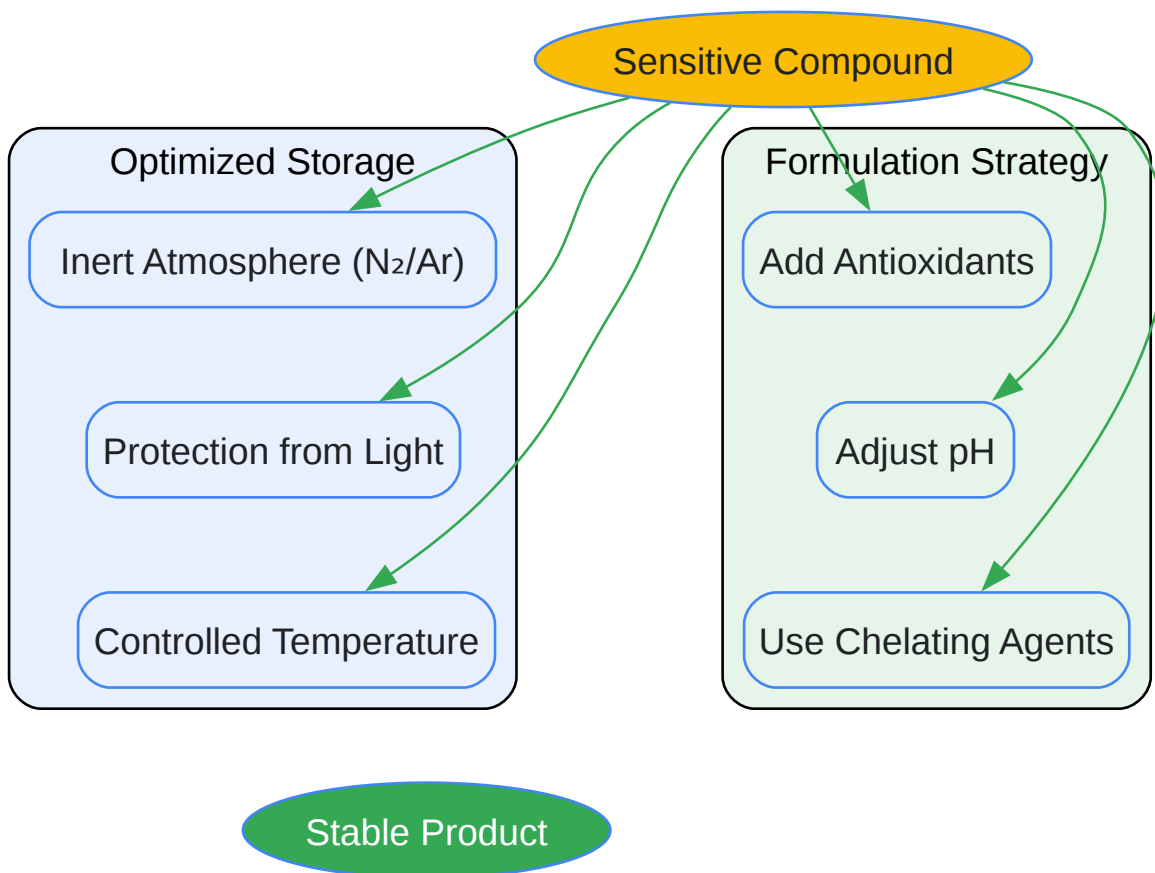 Sensitive Compound
Optimized Storage
Inert Atmosphere (N₂/Ar)
Protection from Light
Controlled Temperature
Formulation Strategy
Add Antioxidants
Adjust pH
Use Chelating Agents
Stable Product